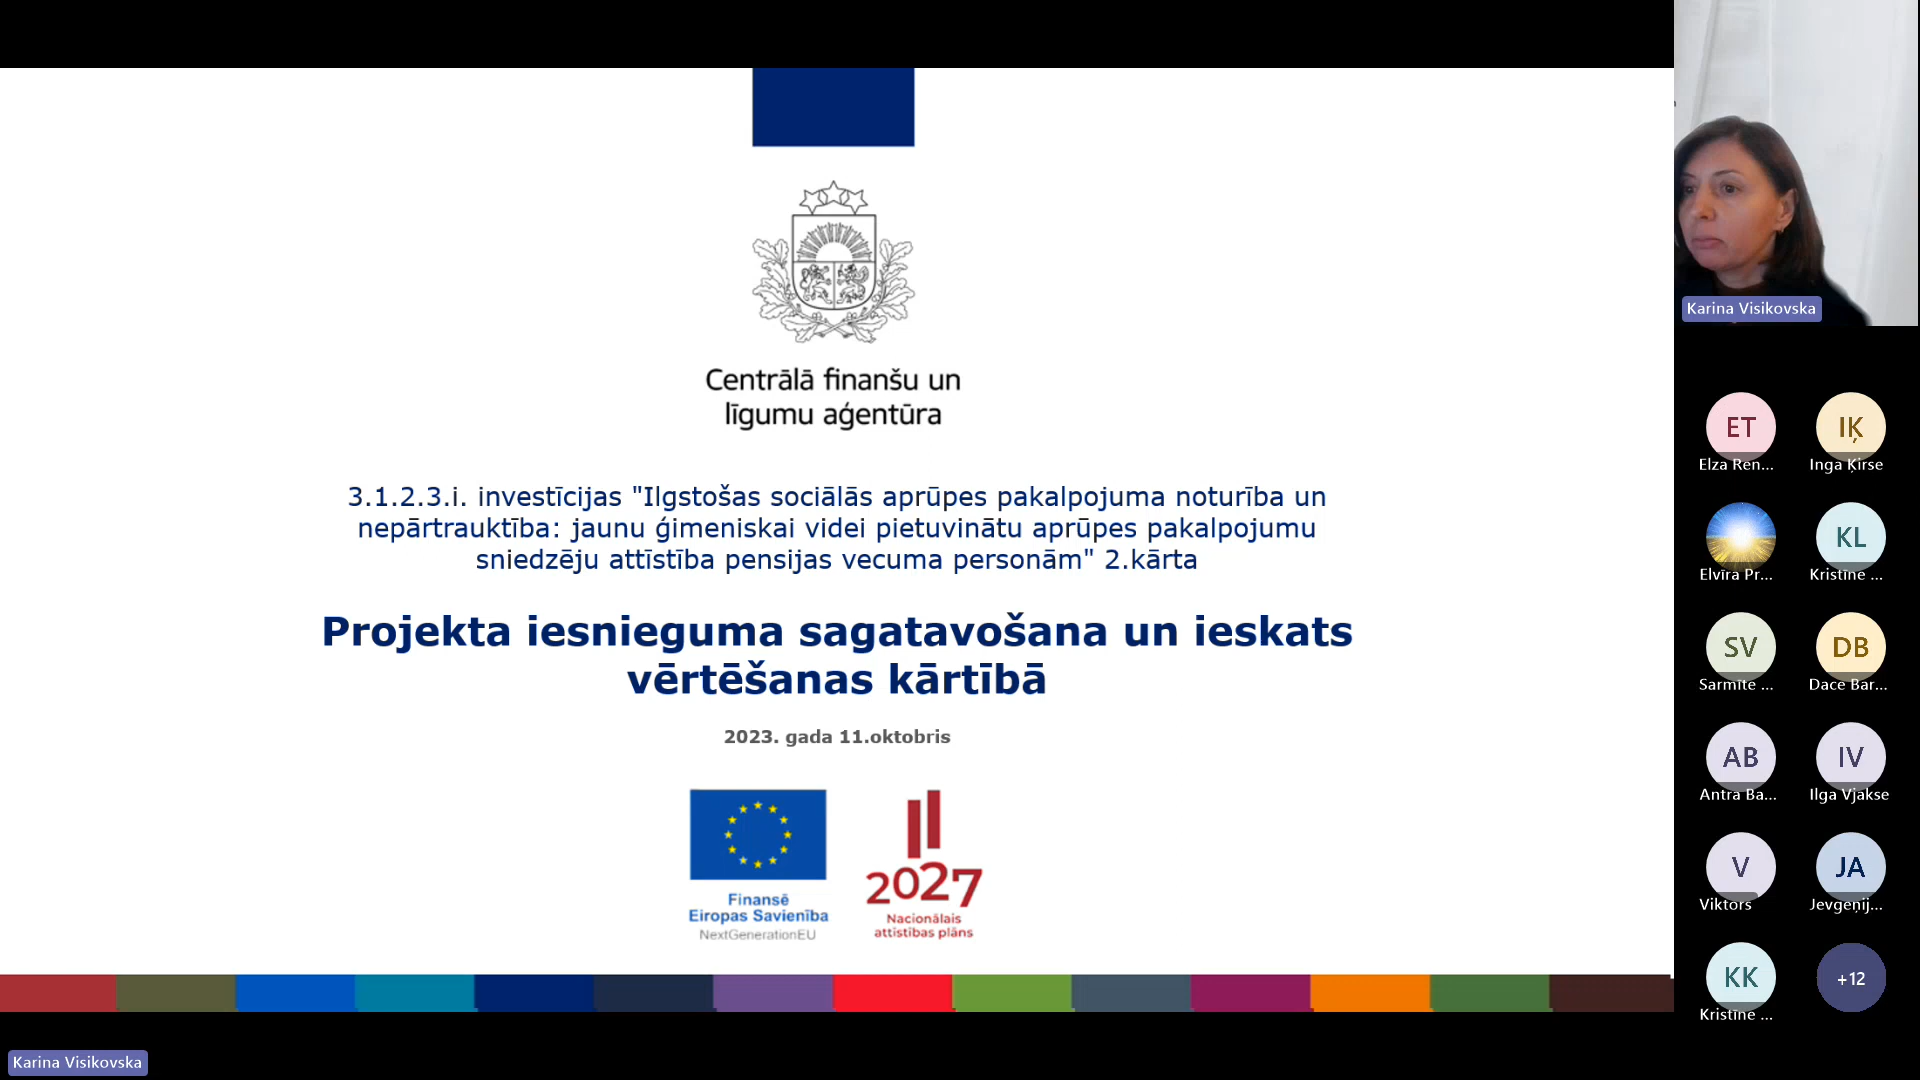 Centrālā finanšu un
līgumu aģentūra
3.1.2.3.i. investīcijas "Ilgstošas sociālās aprūpes pakalpojuma noturība un
nepārtrauktība: jaunu ģimeniskai videi pietuvinātu aprūpes pakalpojumu
sniedzēju attīstība pensijas vecuma personām" 2.kārta
Projekta iesnieguma sagatavošana un ieskats
vērtēšanas kārtībā
2023. gada 11.oktobris
Finansē
Eiropas Savienība
NextGenerationEU
2027
Nacionālais
attīstības plāns
Karina Visikovska
Karina Visikovska
ET
Elza Ren...
IĶ
Inga Ķirse
Elvīra Pr...
KL
Kristīne ...
SV
Sarmīte ...
DB
Dace Bar...
AB
Antra Ba...
IV
Ilga Vjakse
V
Viktors
JA
Jevgeņij...
KK
Kristīne ...
+12